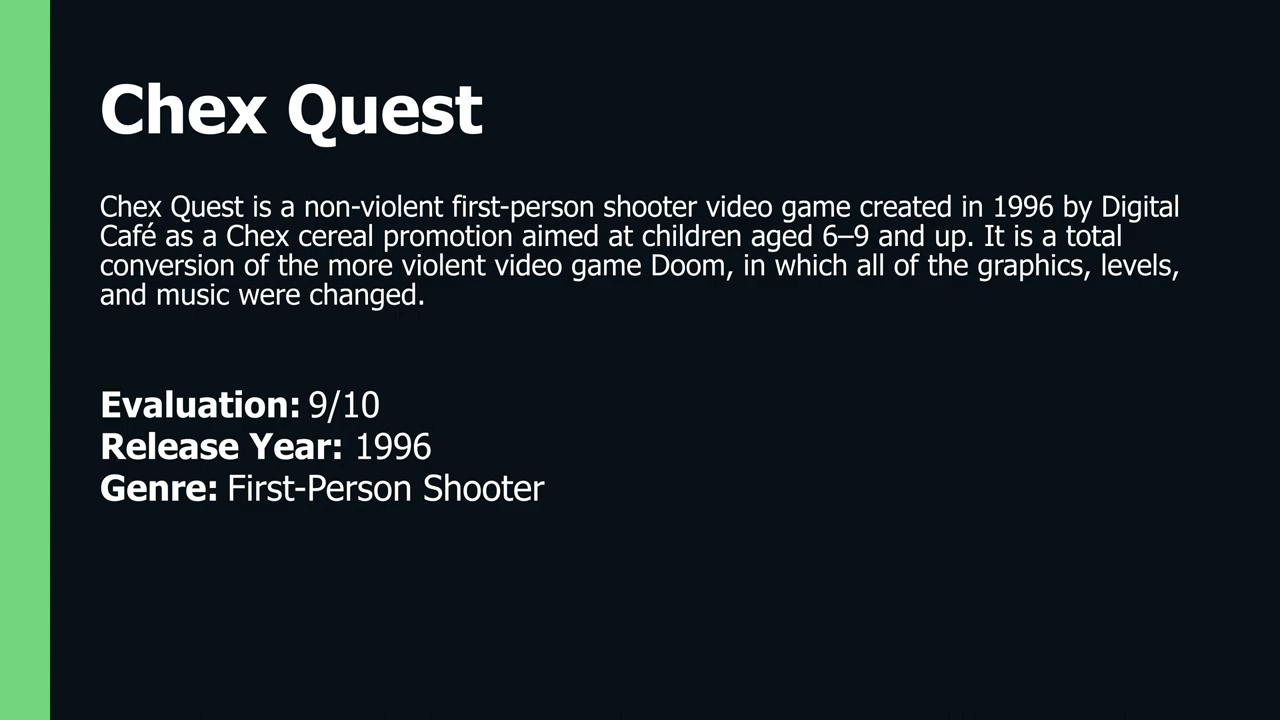 Chex Quest
Chex Quest is a non-violent first-person shooter video game created in 1996 by Digital
Café as a Chex cereal promotion aimed at children aged 6–9 and up. It is a total
conversion of the more violent video game Doom, in which all of the graphics, levels,
and music were changed.
Evaluation: 9/10
Release Year: 1996
Genre: First-Person Shooter